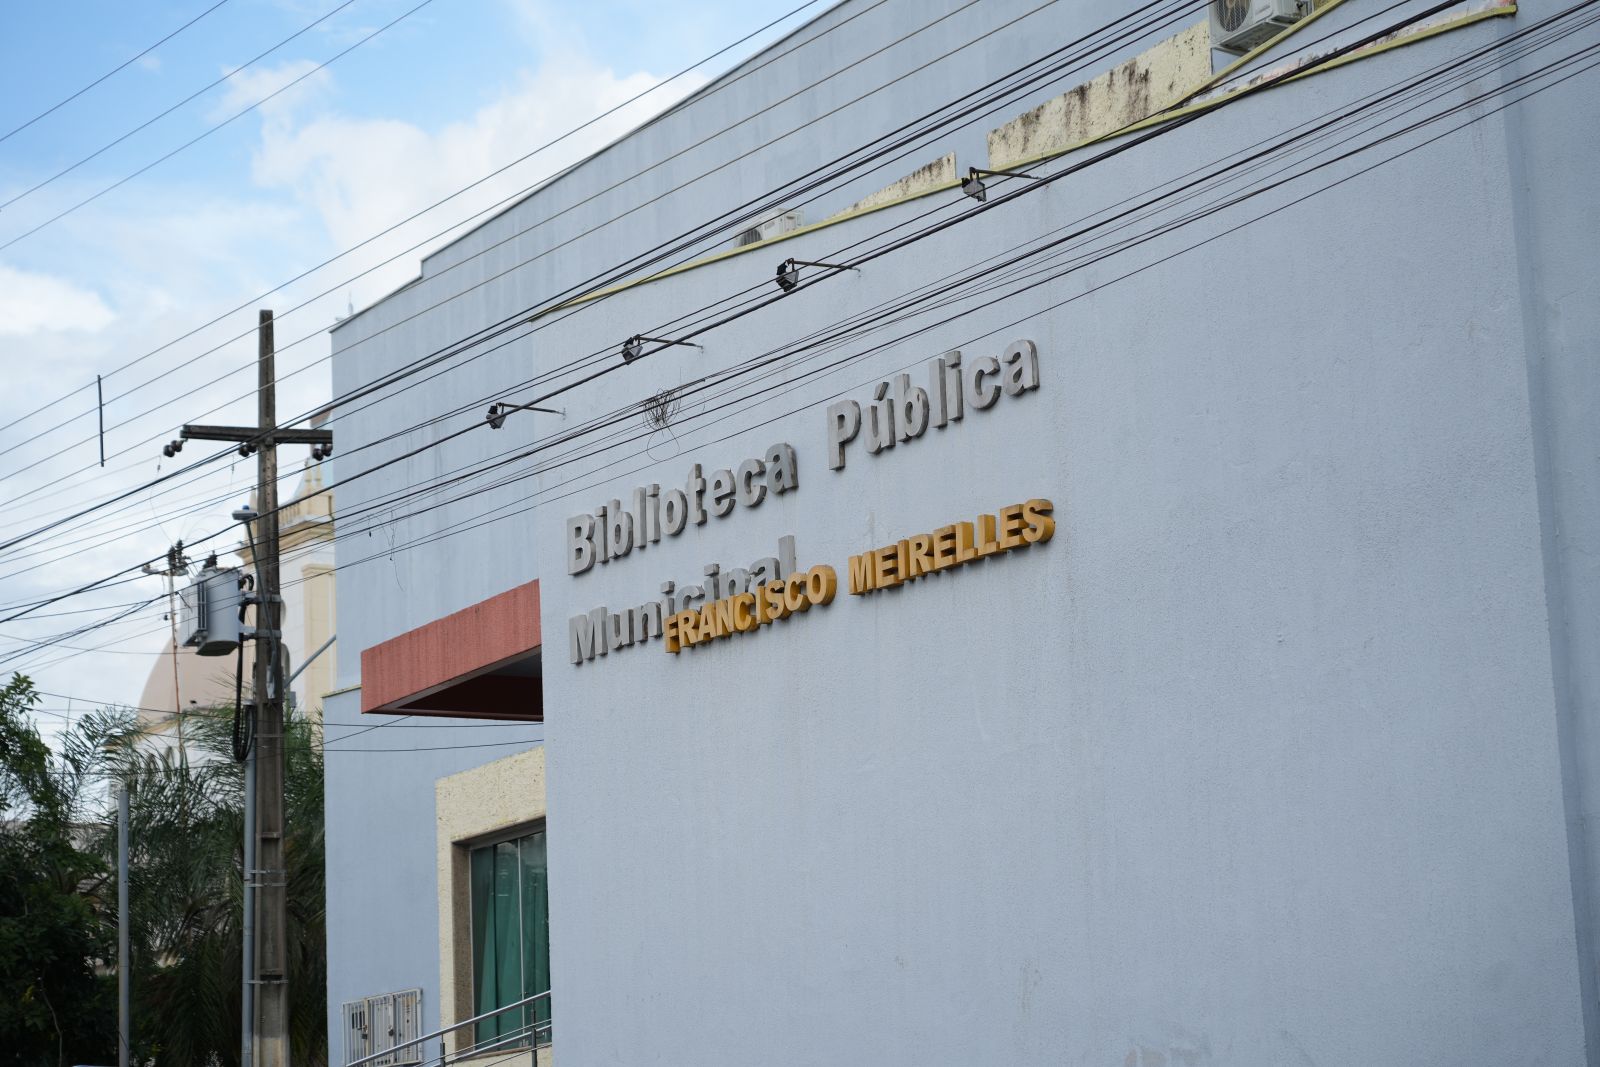 Biblioteca Pública
Municipal
FRANCISCO MEIRELLES